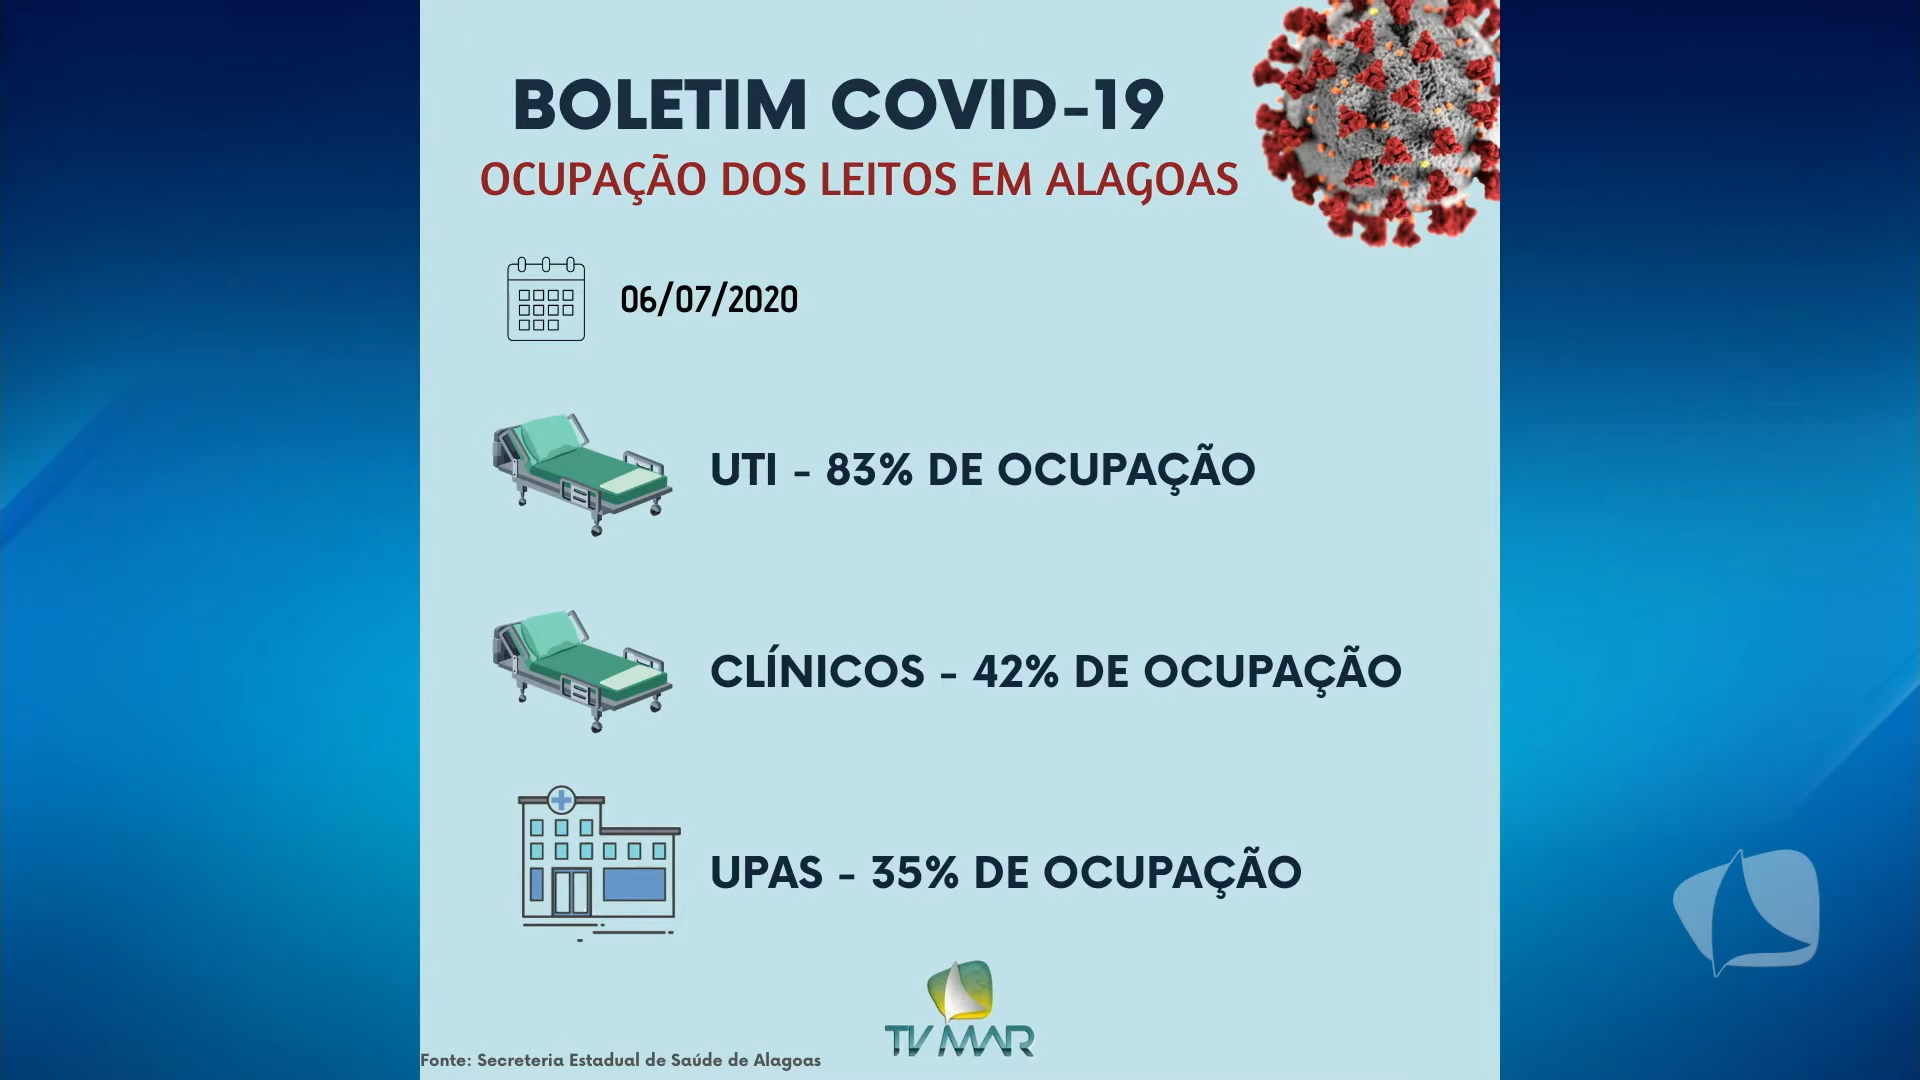 BOLETIM COVID-19
OCUPAÇÃO DOS LEITOS EM ALAGOAS
06/07/2020
UTI - 83% DE OCUPAÇÃO
CLÍNICOS - 42% DE OCUPAÇÃO
UPAS - 35% DE OCUPAÇÃO
TV MAR
Fonte: Secreteria Estadual de Saúde de Alagoas